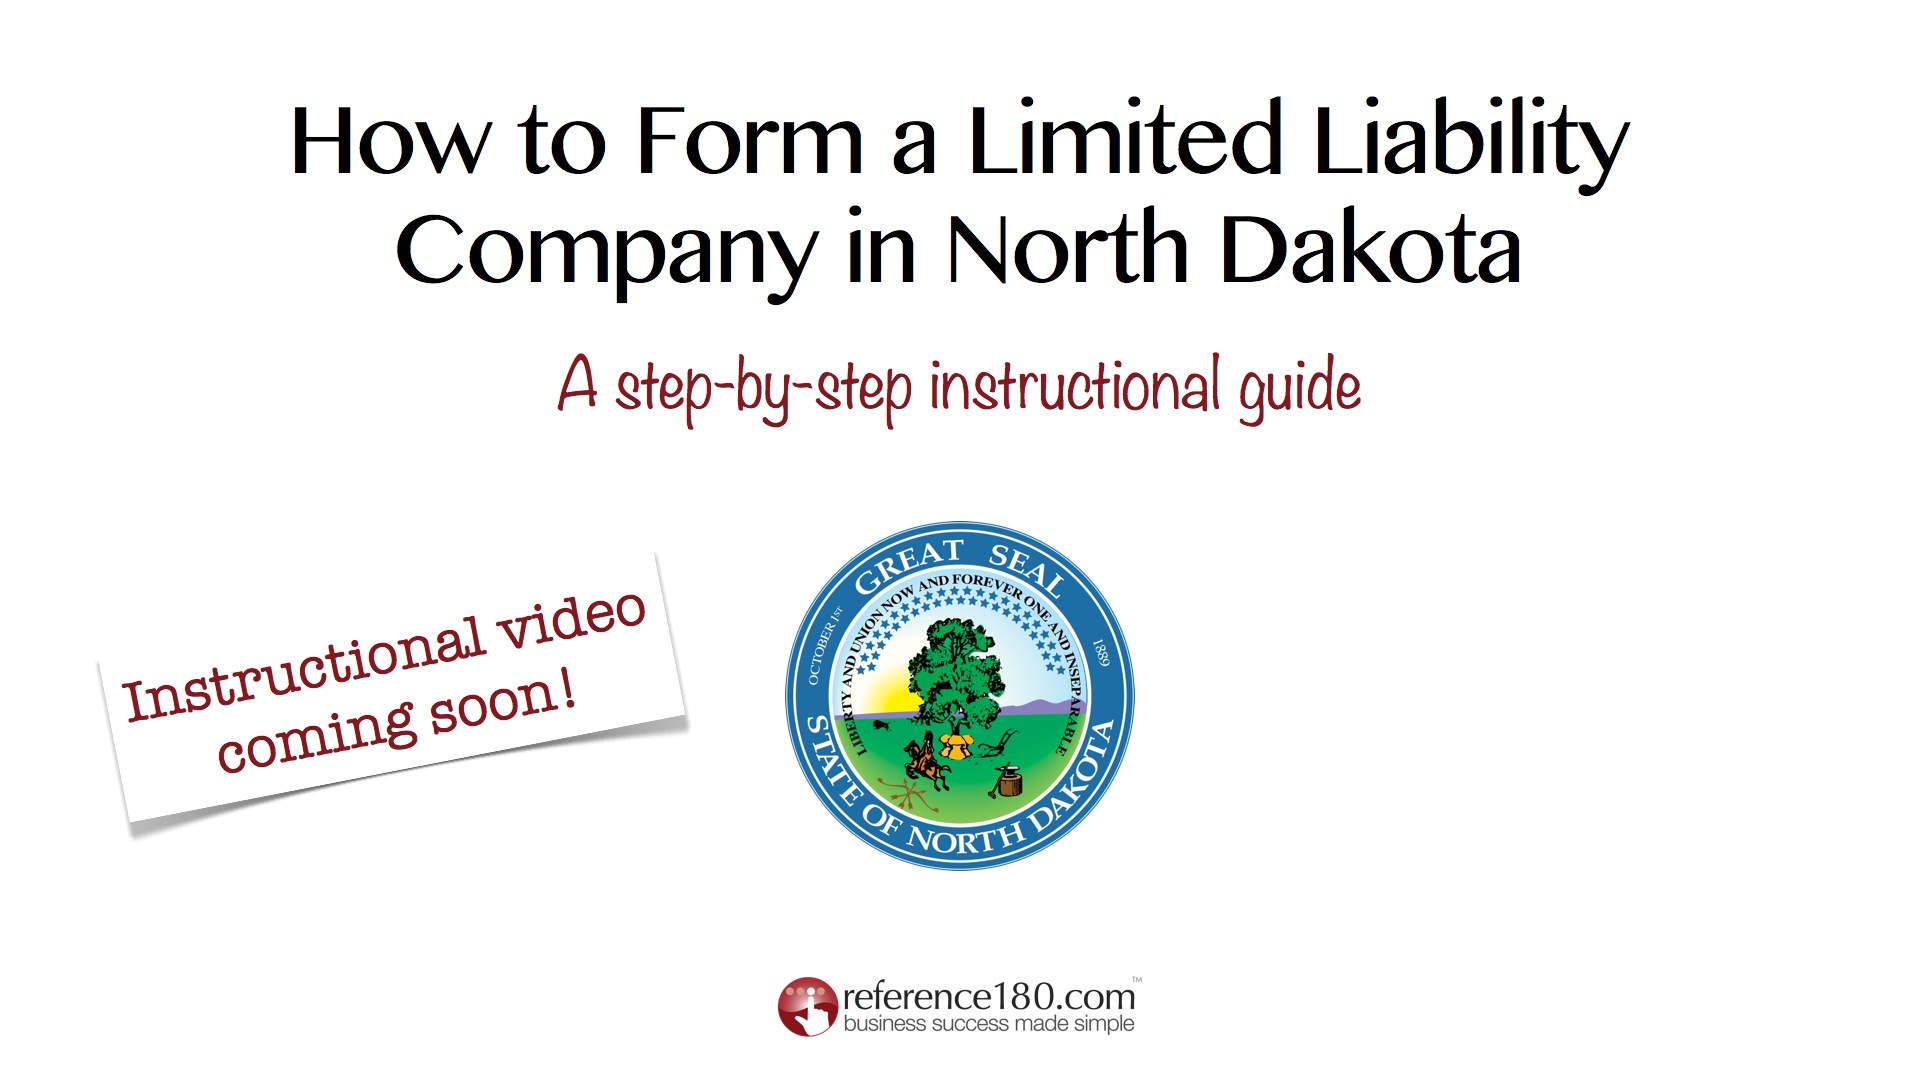 How to Form a Limited Liability
Company in North Dakota
A step-by-step instructional guide
Instructional video
coming soon!
GREAT SEAL
OCTOBER 1ST
1889
LIBERTY AND UNION NOW AND FOREVER ONE AND INSEPARABLE
STATE OF NORTH DAKOTA
reference180.com™
business success made simple